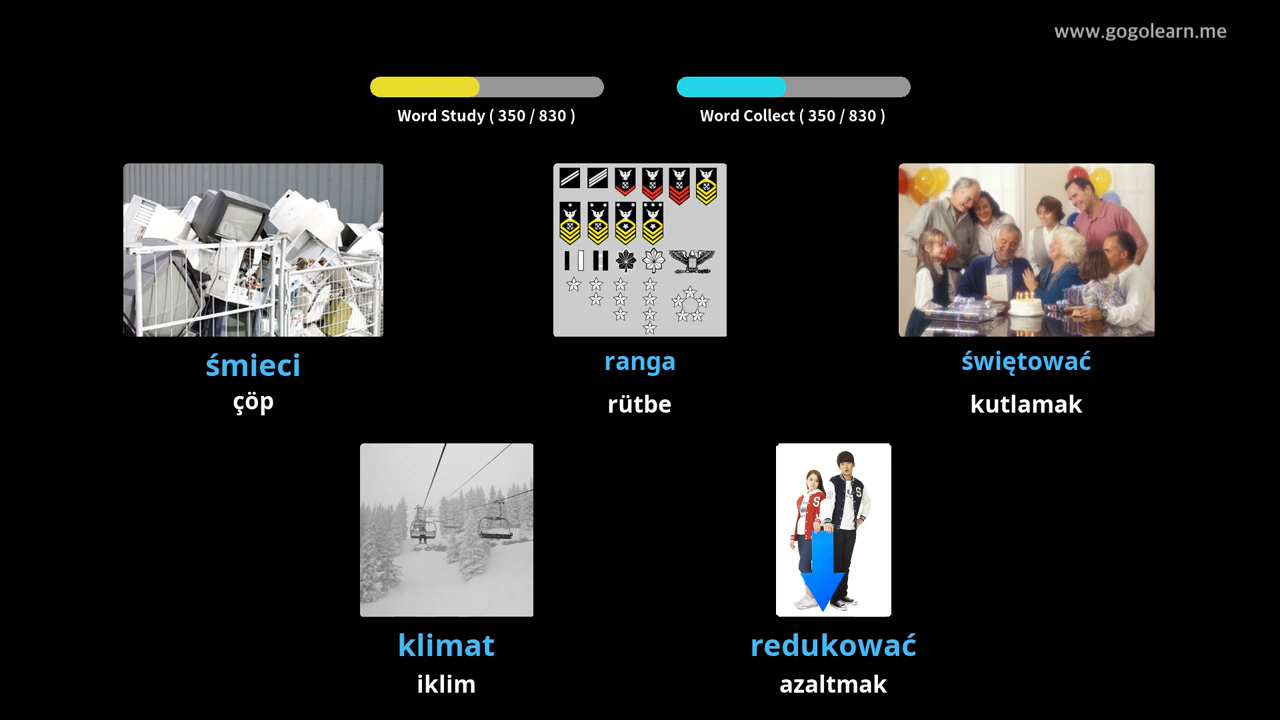 www.gogolearn.me
Word Study ( 350 / 830 )
Word Collect ( 350 / 830 )
śmieci
çöp
ranga
rütbe
świętować
kutlamak
klimat
iklim
redukować
azaltmak